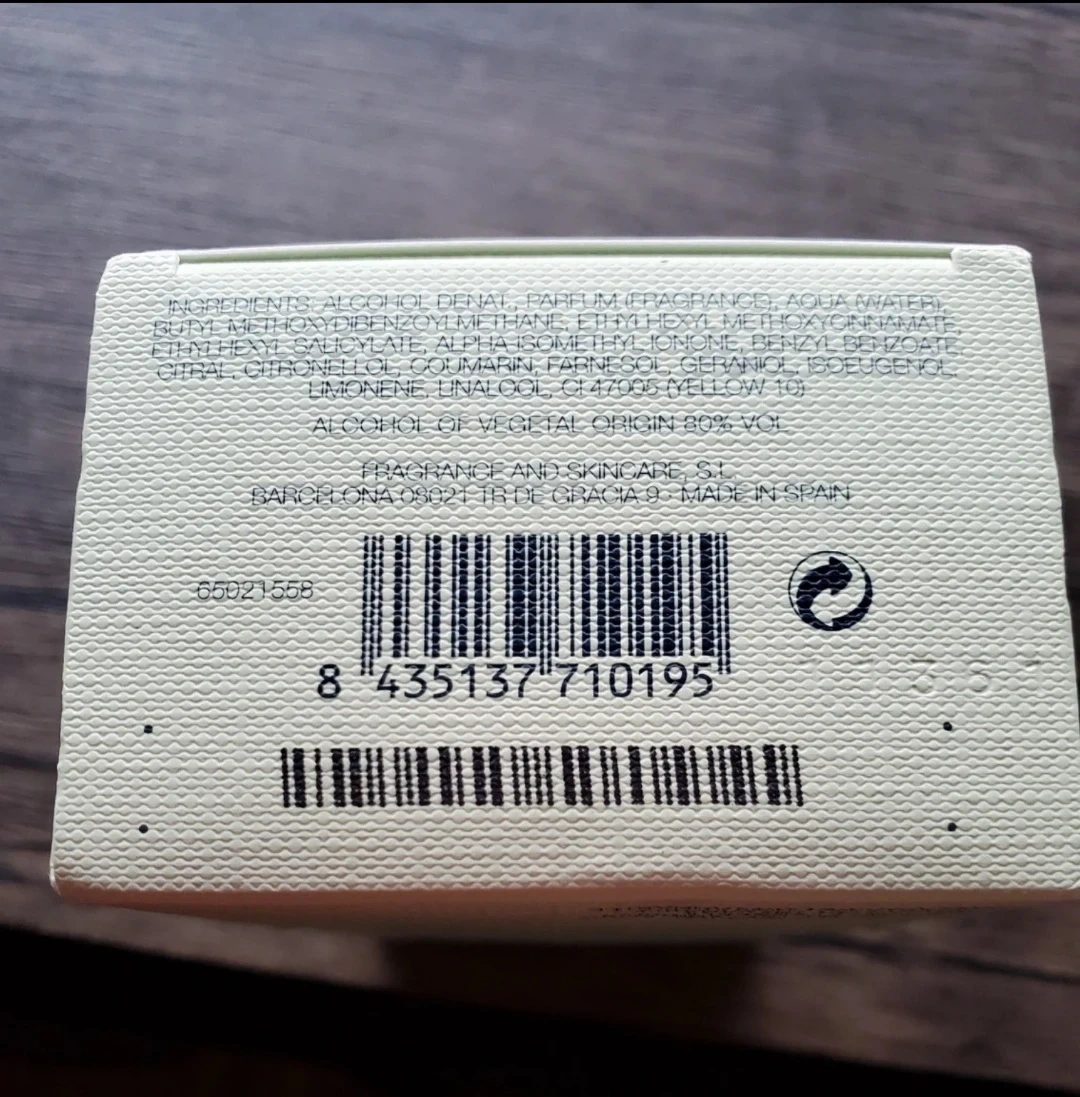 INGREDIENTS: ALCOHOL DENAT., PARFUM (FRAGRANCE), AQUA (WATER),
BUTYL METHOXYDIBENZOYLMETHANE, ETHYLHEXYL METHOXYCINNAMATE,
ETHYLHEXYL SALICYLATE, ALPHA-ISOMETHYL IONONE, BENZYL BENZOATE,
CITRAL, CITRONELLOL, COUMARIN, FARNESOL, GERANIOL, ISOEUGENOL,
LIMONENE, LINALOOL, CI 47005 (YELLOW 10)
ALCOHOL OF VEGETAL ORIGIN 80% VOL
FRAGRANCE AND SKINCARE, S.L.
BARCELONA 08021 TR DE GRACIA 9 · MADE IN SPAIN
65021558
8 435137 710195